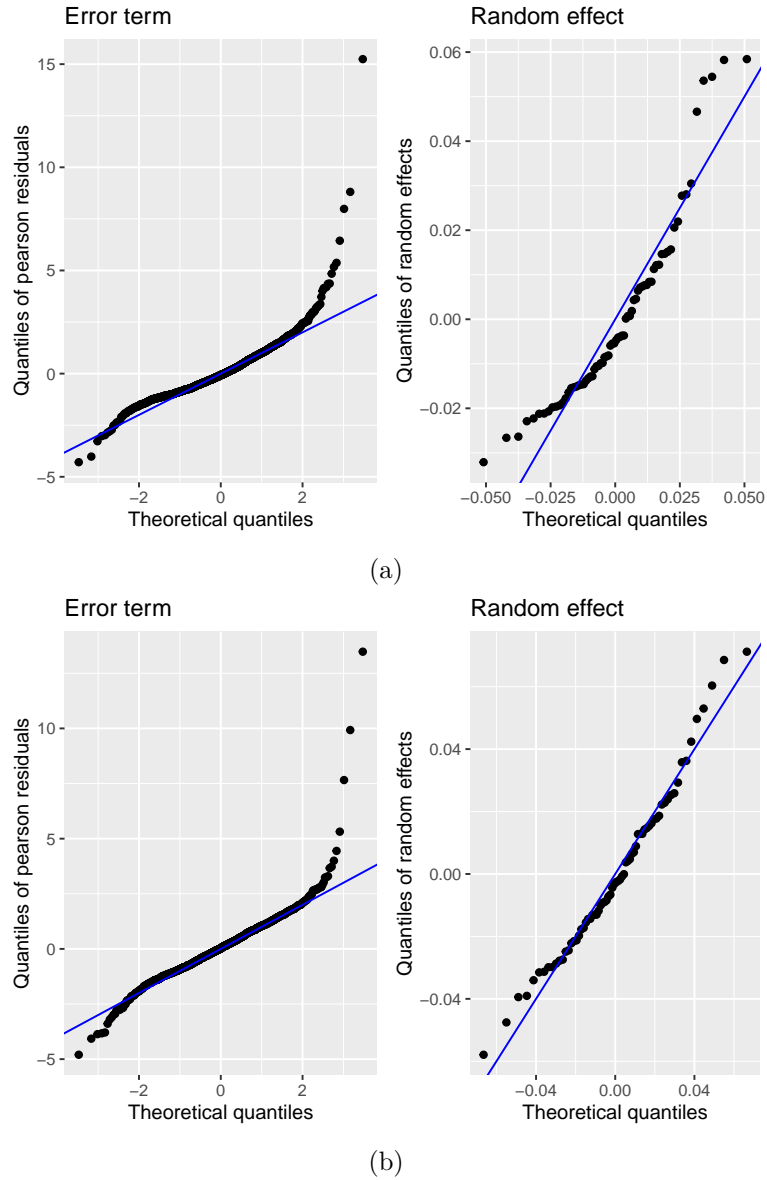 Error term
Random effect
15
10
5
0
−5
−2
0
2
Theoretical quantiles
Quantiles of pearson residuals
0.06
0.04
0.02
0.00
−0.02
−0.050
−0.025
0.000
0.025
0.050
Theoretical quantiles
Quantiles of random effects
(a)
Error term
Random effect
10
5
0
−5
−2
0
2
Theoretical quantiles
Quantiles of pearson residuals
0.04
0.00
−0.04
−0.04
0.00
0.04
Theoretical quantiles
Quantiles of random effects
(b)